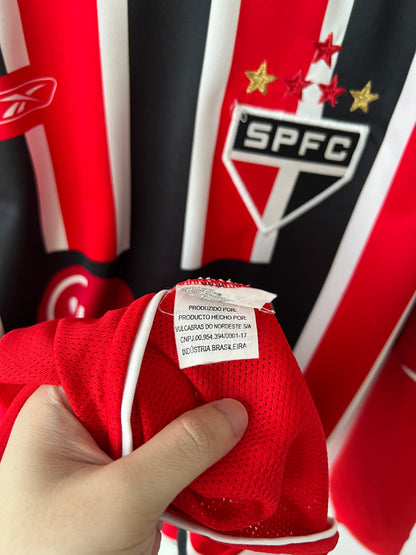 SPFC
PRODUZIDO POR:
PRODUCTO HECHO POR:
VULCABRAS DO NORDESTE S/A
CNPJ.00.954.394/0001-17
INDÚSTRIA BRASILEIRA